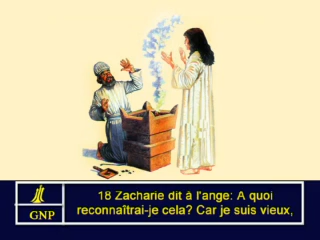 18 Zacharie dit à l'ange: A quoi
reconnaîtrai-je cela? Car je suis vieux,
GNP